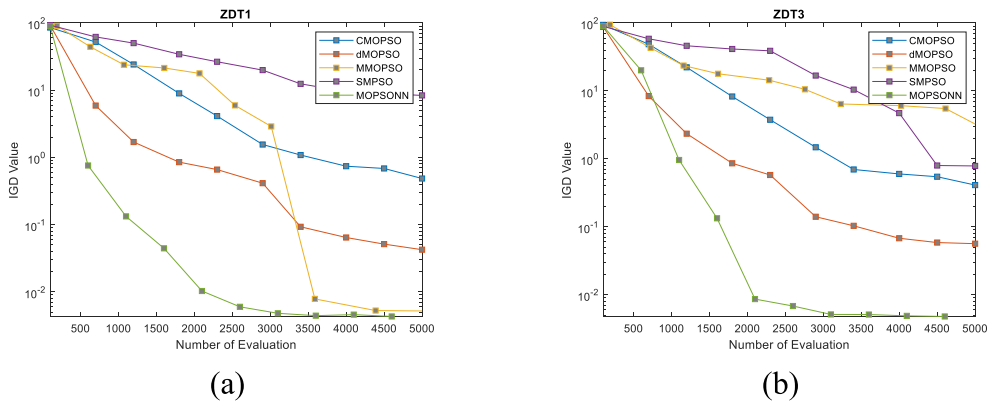 ZDT1
10^2
10^1
10^0
10^-1
10^-2
IGD Value
CMOPSO
dMOPSO
MMOPSO
SMPSO
MOPSONN
500 1000 1500 2000 2500 3000 3500 4000 4500 5000
Number of Evaluation
(a)
ZDT3
10^2
10^1
10^0
10^-1
10^-2
IGD Value
CMOPSO
dMOPSO
MMOPSO
SMPSO
MOPSONN
500 1000 1500 2000 2500 3000 3500 4000 4500 5000
Number of Evaluation
(b)